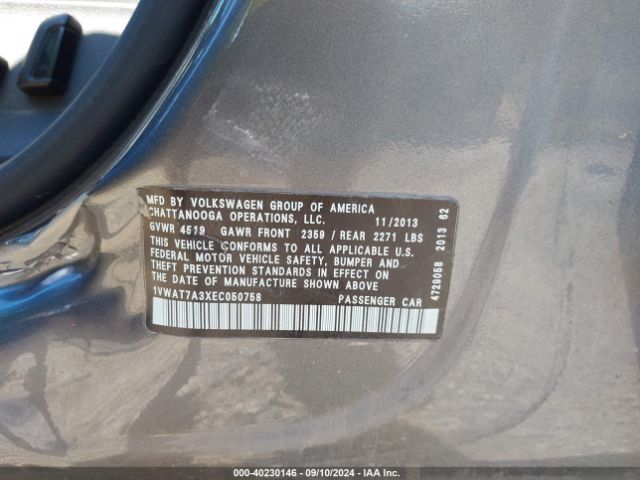 MFD BY VOLKSWAGEN GROUP OF AMERICA
CHATTANOOGA OPERATIONS, LLC. 11/2013
GVWR 4519 GAWR FRONT 2359 / REAR 2271 LBS
THIS VEHICLE CONFORMS TO ALL APPLICABLE U.S.
FEDERAL MOTOR VEHICLE SAFETY, BUMPER AND
THEFT PREVENTION STANDARDS IN EFFECT ON THE
DATE OF MANUFACTURE SHOWN ABOVE
1VWAT7A3XEC050758 PASSENGER CAR
4729058 2013 62
000-40230146 - 09/10/2024 - IAA Inc.